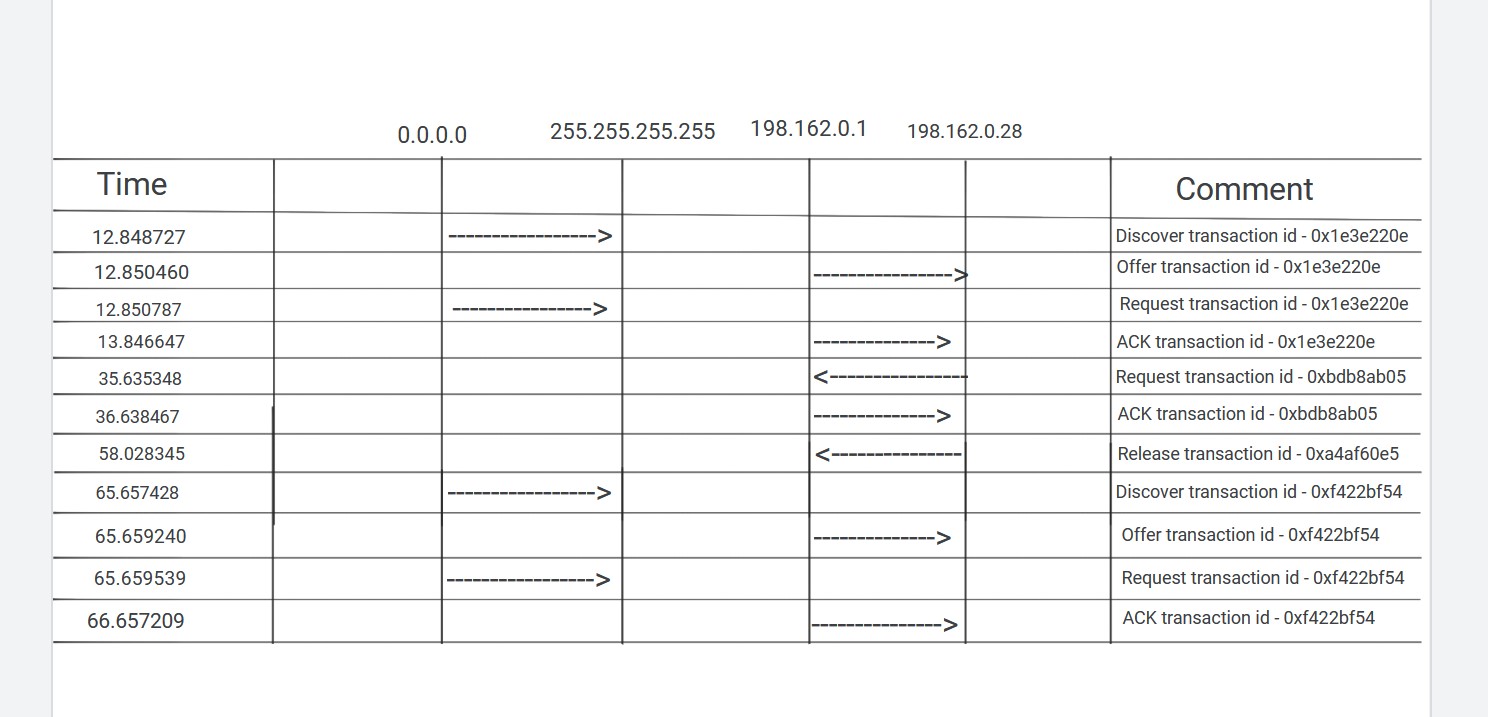 0.0.0.0 255.255.255.255 198.162.0.1 198.162.0.28
Time Comment
12.848727 -----------------> Discover transaction id - 0x1e3e220e
12.850460 ----------------> Offer transaction id - 0x1e3e220e
12.850787 ----------------> Request transaction id - 0x1e3e220e
13.846647 --------------> ACK transaction id - 0x1e3e220e
35.635348 <---------------- Request transaction id - 0xbdb8ab05
36.638467 --------------> ACK transaction id - 0xbdb8ab05
58.028345 <--------------- Release transaction id - 0xa4af60e5
65.657428 -----------------> Discover transaction id - 0xf422bf54
65.659240 --------------> Offer transaction id - 0xf422bf54
65.659539 -----------------> Request transaction id - 0xf422bf54
66.657209 ---------------> ACK transaction id - 0xf422bf54